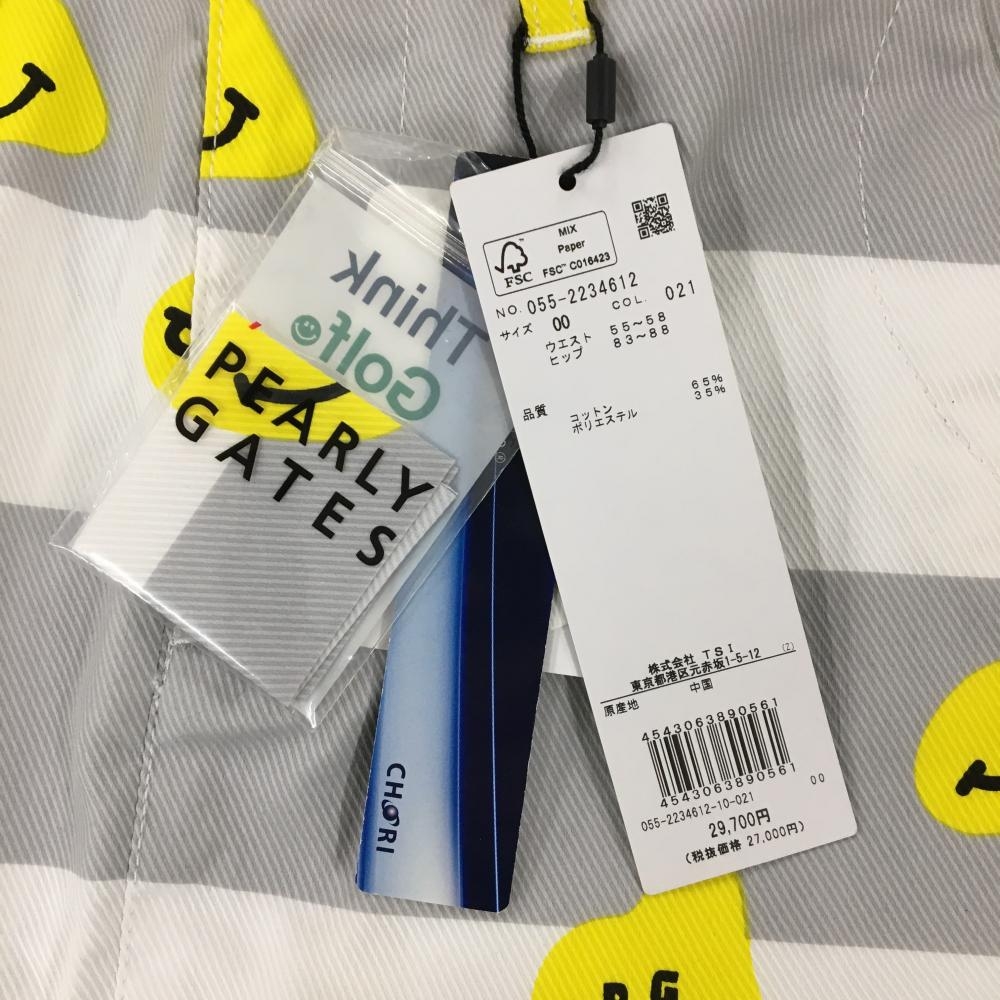 Think
Golf
PEARLY
GATES
CHORI
MIX
Paper
FSC
FSC™ C016423
NO. 055-2234612
サイズ 00 COL. 021
ウエスト 55~58
ヒップ 83~88
品質 コットン 65%
ポリエステル 35%
株式会社 TSI (Z)
東京都港区元赤坂1-5-12
原産地 中国
4543063890561
4543063890561
055-2234612-10-021 00
29,700円
(税抜価格 27,000円)
P G